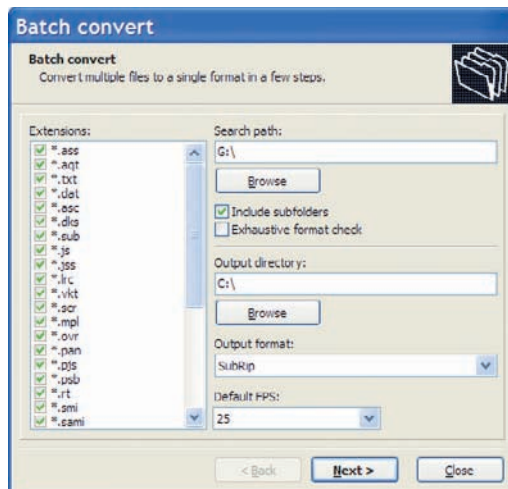 Batch convert
Batch convert
Convert multiple files to a single format in a few steps.
Extensions:
*.ass
*.aqt
*.txt
*.dat
*.asc
*.dks
*.sub
*.js
*.jss
*.lrc
*.vkt
*.scr
*.mpl
*.ovr
*.pan
*.pjs
*.psb
*.rt
*.smi
*.sami
Search path:
G:\
Browse
Include subfolders
Exhaustive format check
Output directory:
C:\
Browse
Output format:
SubRip
Default FPS:
25
< Back
Next >
Close